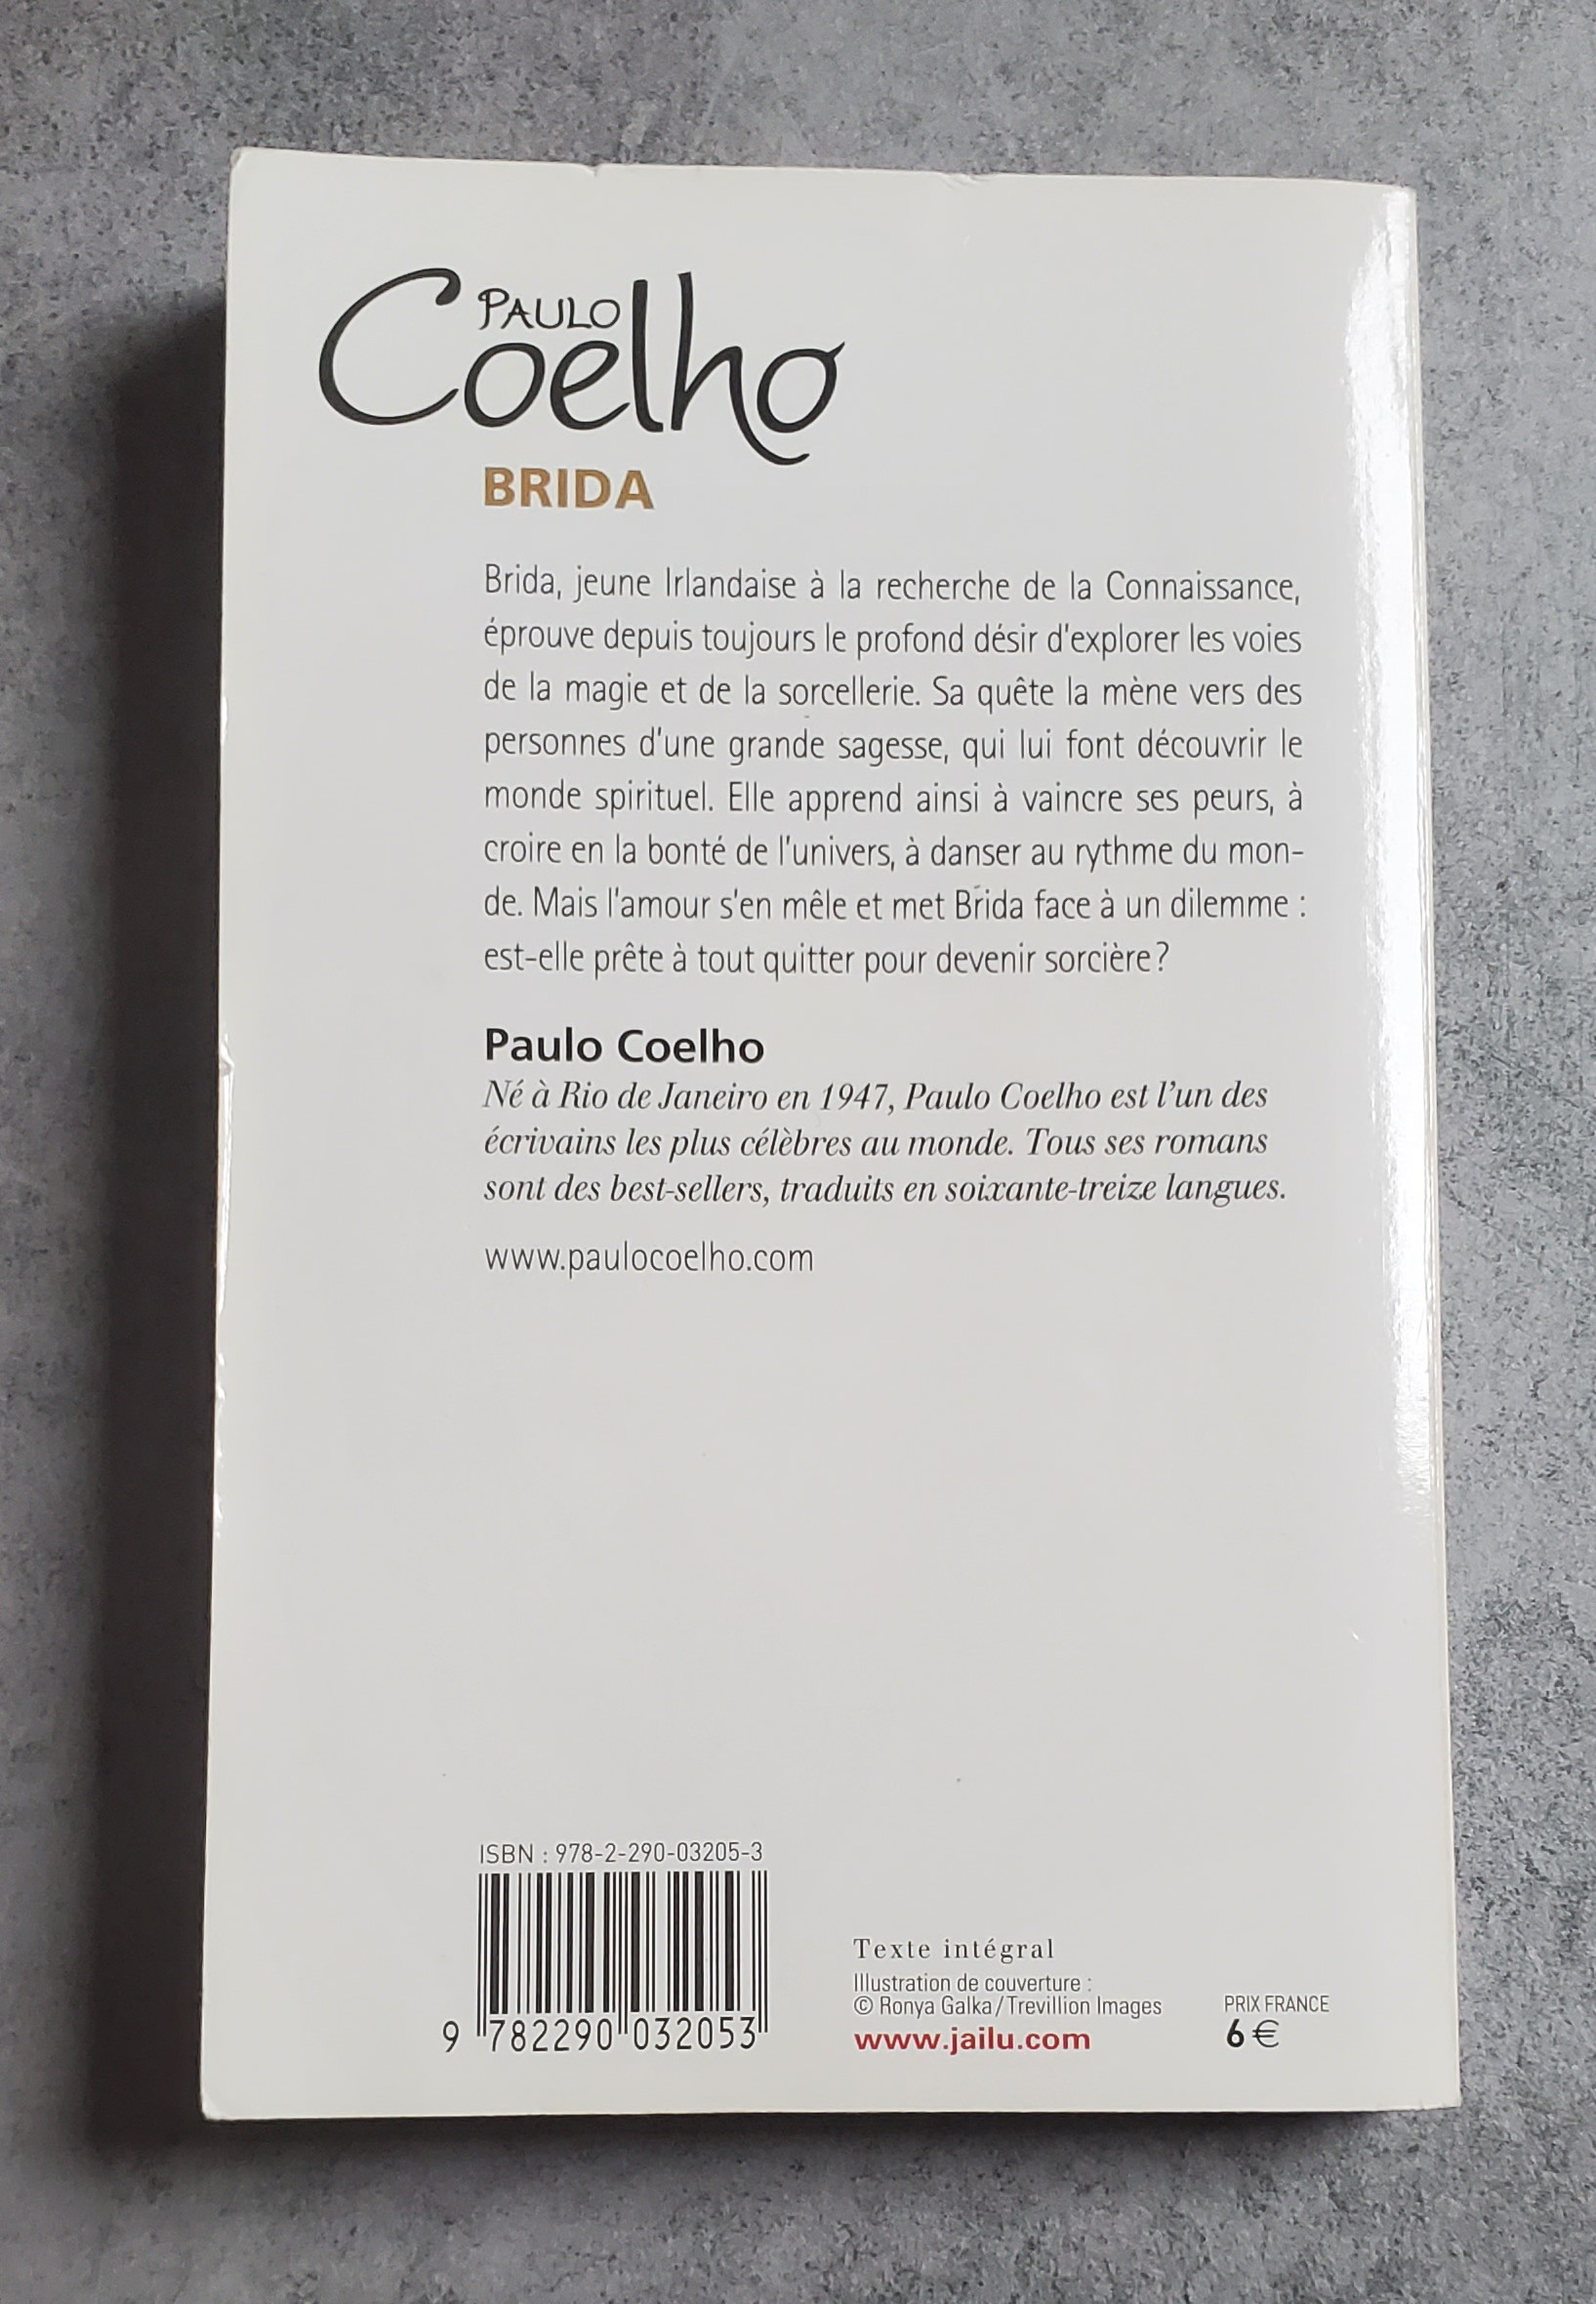 PAULO
Coelho
BRIDA
Brida, jeune Irlandaise à la recherche de la Connaissance,
éprouve depuis toujours le profond désir d'explorer les voies
de la magie et de la sorcellerie. Sa quête la mène vers des
personnes d'une grande sagesse, qui lui font découvrir le
monde spirituel. Elle apprend ainsi à vaincre ses peurs, à
croire en la bonté de l'univers, à danser au rythme du mon-
de. Mais l'amour s'en mêle et met Brida face à un dilemme :
est-elle prête à tout quitter pour devenir sorcière ?
Paulo Coelho
Né à Rio de Janeiro en 1947, Paulo Coelho est l'un des
écrivains les plus célèbres au monde. Tous ses romans
sont des best-sellers, traduits en soixante-treize langues.
www.paulocoelho.com
ISBN : 978-2-290-03205-3
9 782290 032053
Texte intégral
Illustration de couverture :
© Ronya Galka / Trevillion Images
www.jailu.com
PRIX FRANCE
6 €